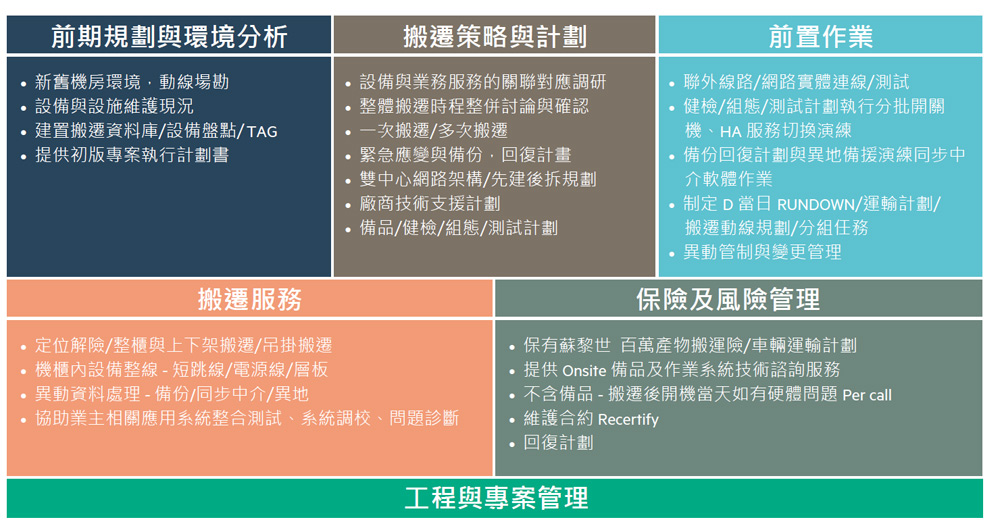 前期規劃與環境分析
• 新舊機房環境，動線場勘
• 設備與設施維護現況
• 建置搬遷資料庫/設備盤點/TAG
• 提供初版專案執行計劃書
搬遷策略與計劃
• 設備與業務服務的關聯對應調研
• 整體搬遷時程整併討論與確認
• 一次搬遷/多次搬遷
• 緊急應變與備份，回復計畫
• 雙中心網路架構/先建後拆規劃
• 廠商技術支援計劃
• 備品/健檢/組態/測試計劃
前置作業
• 聯外線路/網路實體連線/測試
• 健檢/組態/測試計劃執行分批開關
機、HA 服務切換演練
• 備份回復計劃與異地備援演練同步中
介軟體作業
• 制定 D 當日 RUNDOWN/運輸計劃/
搬遷動線規劃/分組任務
• 異動管制與變更管理
搬遷服務
• 定位解險/整櫃與上下架搬遷/吊掛搬遷
• 機櫃內設備整線 - 短跳線/電源線/層板
• 異動資料處理 - 備份/同步中介/異地
• 協助業主相關應用系統整合測試、系統調校、問題診斷
保險及風險管理
• 保有蘇黎世 百萬產物搬運險/車輛運輸計劃
• 提供 Onsite 備品及作業系統技術諮詢服務
• 不含備品 - 搬遷後開機當天如有硬體問題 Per call
• 維護合約 Recertify
• 回復計劃
工程與專案管理